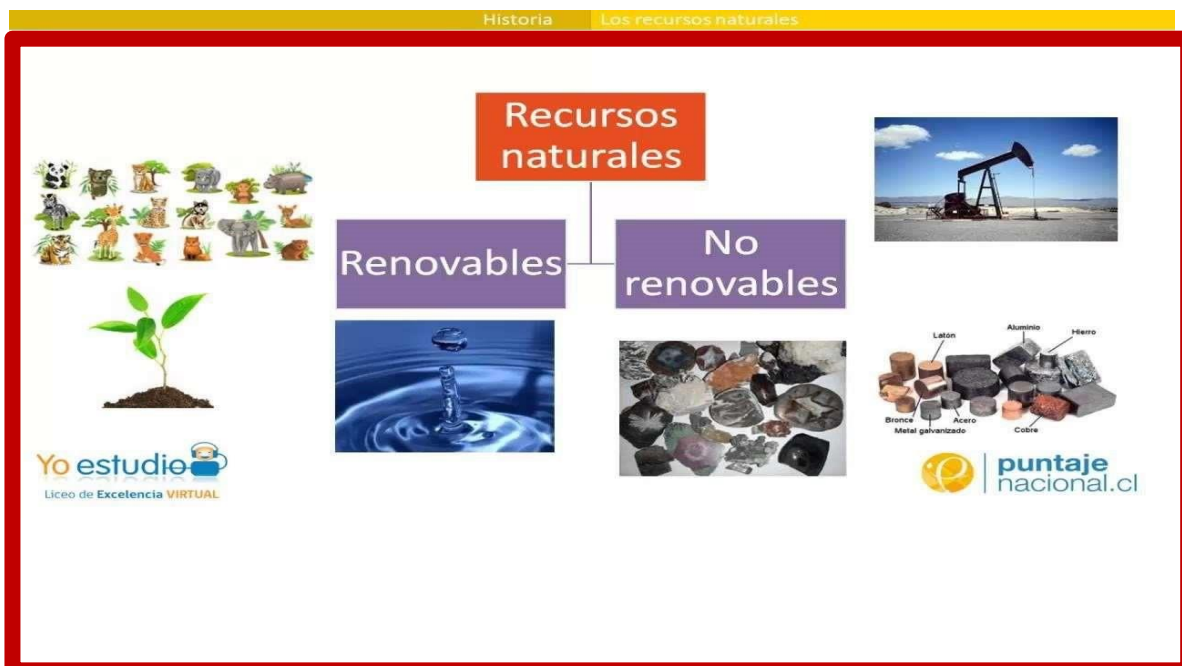 Historia
Los recursos naturales
Recursos
naturales
Renovables
No
renovables
Latón
Aluminio
Hierro
Bronce
Acero
Metal galvanizado
Cobre
Yo estudio
Liceo de Excelencia VIRTUAL
puntaje
nacional.cl